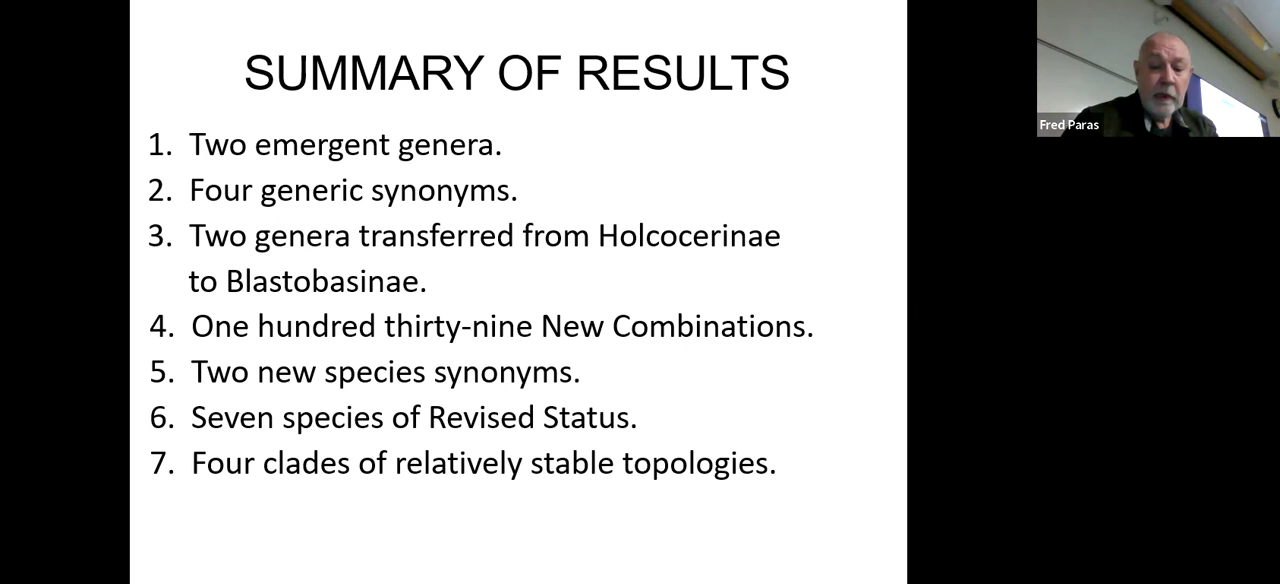 SUMMARY OF RESULTS
1. Two emergent genera.
2. Four generic synonyms.
3. Two genera transferred from Holcocerinae
to Blastobasinae.
4. One hundred thirty-nine New Combinations.
5. Two new species synonyms.
6. Seven species of Revised Status.
7. Four clades of relatively stable topologies.
Fred Paras